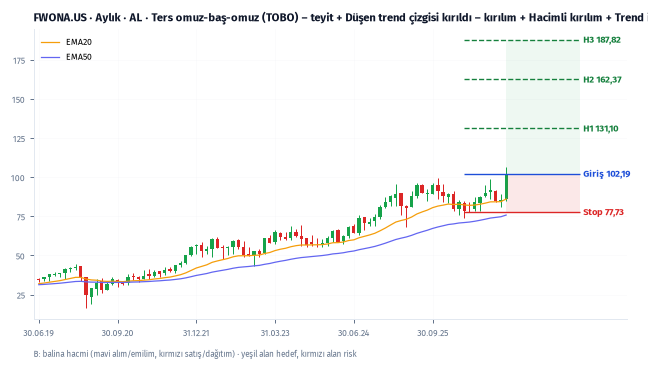 FWONA.US · Aylık · AL · Ters omuz-baş-omuz (TOBO) – teyit + Düşen trend çizgisi kırıldı – kırılım + Hacimli kırılım + Trend i
EMA20
EMA50
H3 187,82
H2 162,37
H1 131,10
Giriş 102,19
Stop 77,73
175
150
125
100
75
50
25
30.06.19
30.09.20
31.12.21
31.03.23
30.06.24
30.09.25
B: balina hacmi (mavi alım/emilim, kırmızı satış/dağıtım) · yeşil alan hedef, kırmızı alan risk